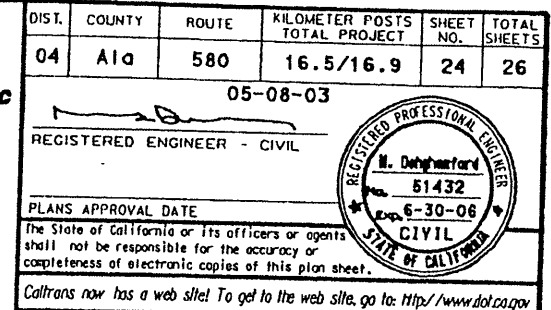 DIST. COUNTY ROUTE KILOMETER POSTS TOTAL PROJECT SHEET NO. TOTAL SHEETS
04 Ala 580 16.5/16.9 24 26
05-08-03
REGISTERED ENGINEER - CIVIL
PLANS APPROVAL DATE
The State of California or its officers or agents
shall not be responsible for the accuracy or
completeness of electronic copies of this plan sheet.
REGISTERED PROFESSIONAL ENGINEER
No. 51432
Exp. 6-30-06
CIVIL
STATE OF CALIFORNIA
Caltrans now has a web site! To get to the web site, go to: http://www.dot.ca.gov